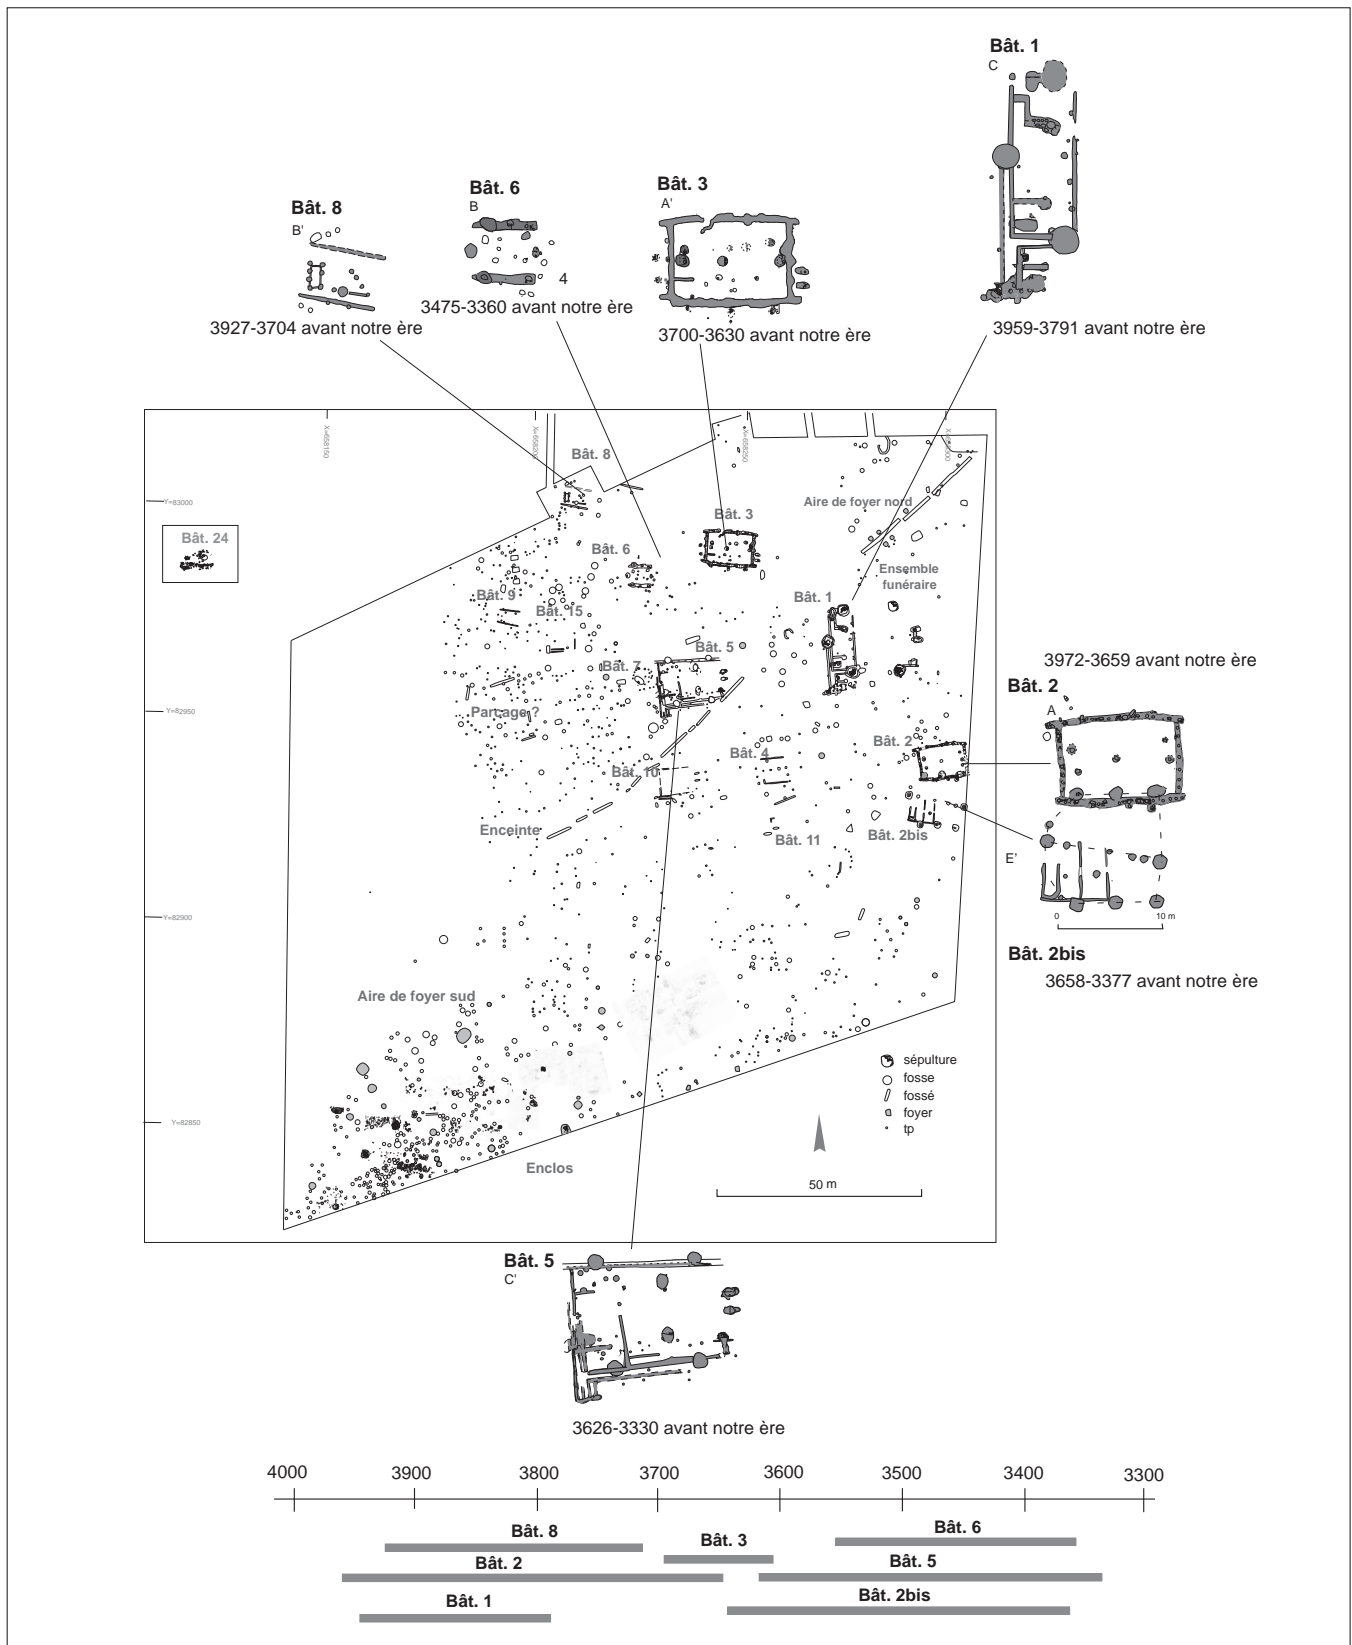 Bât. 1
C
Bât. 8
B'
Bât. 6
B
4
Bât. 3
A'
3927-3704 avant notre ère
3475-3360 avant notre ère
3700-3630 avant notre ère
3959-3791 avant notre ère
X=658150
X=658200
X=658250
Y=83000
Y=82950
Y=82900
Y=82850
Bât. 8
Bât. 24
Bât. 3
Aire de foyer nord
Bât. 6
Ensemble
funéraire
Bât. 9
Bât. 15
Bât. 1
Bât. 5
Bât. 7
Partage ?
Bât. 2
Bât. 4
Bât. 10
Enceinte
Bât. 11
Bât. 2bis
Aire de foyer sud
Enclos
sépulture
fosse
fossé
foyer
tp
50 m
3972-3659 avant notre ère
Bât. 2
A
E'
0 10 m
Bât. 2bis
3658-3377 avant notre ère
Bât. 5
C'
3626-3330 avant notre ère
4000 3900 3800 3700 3600 3500 3400 3300
Bât. 8 Bât. 3 Bât. 6
Bât. 2 Bât. 5
Bât. 1 Bât. 2bis